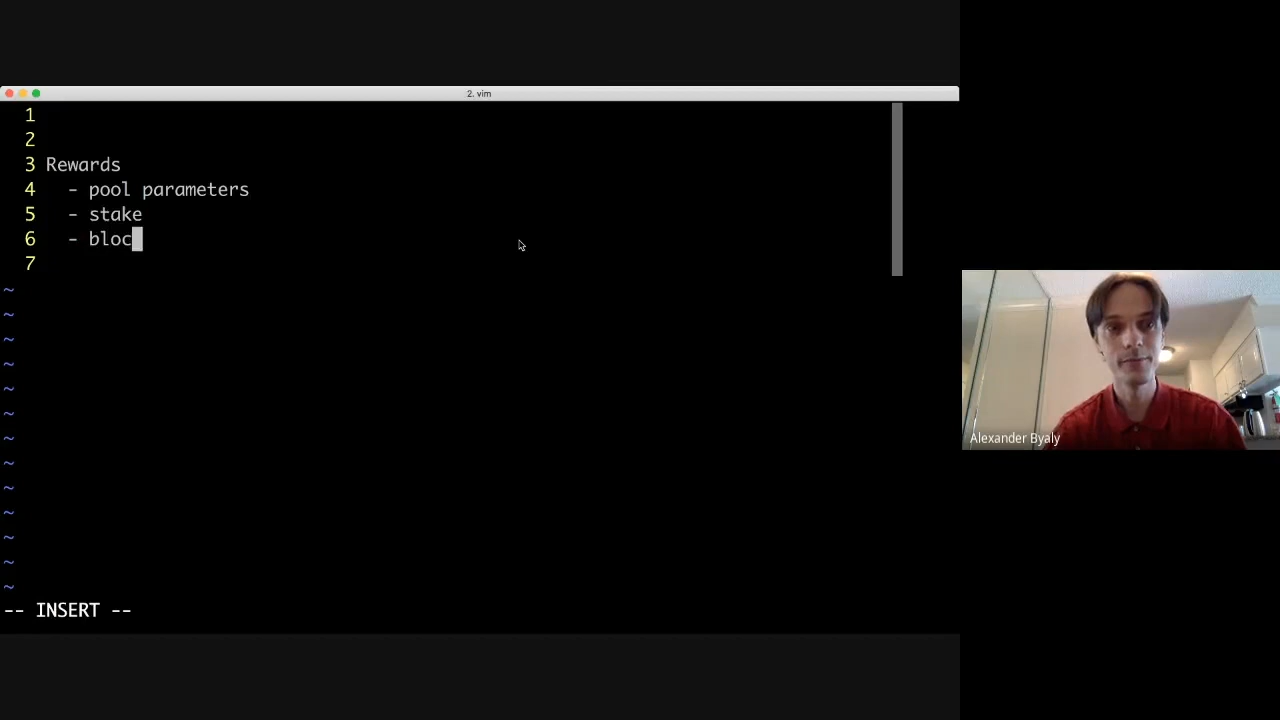 2. vim
1
2
3 Rewards
4 - pool parameters
5 - stake
6 - bloc
7
~
~
~
~
~
~
~
~
~
~
~
~
~
-- INSERT --
Alexander Byaly